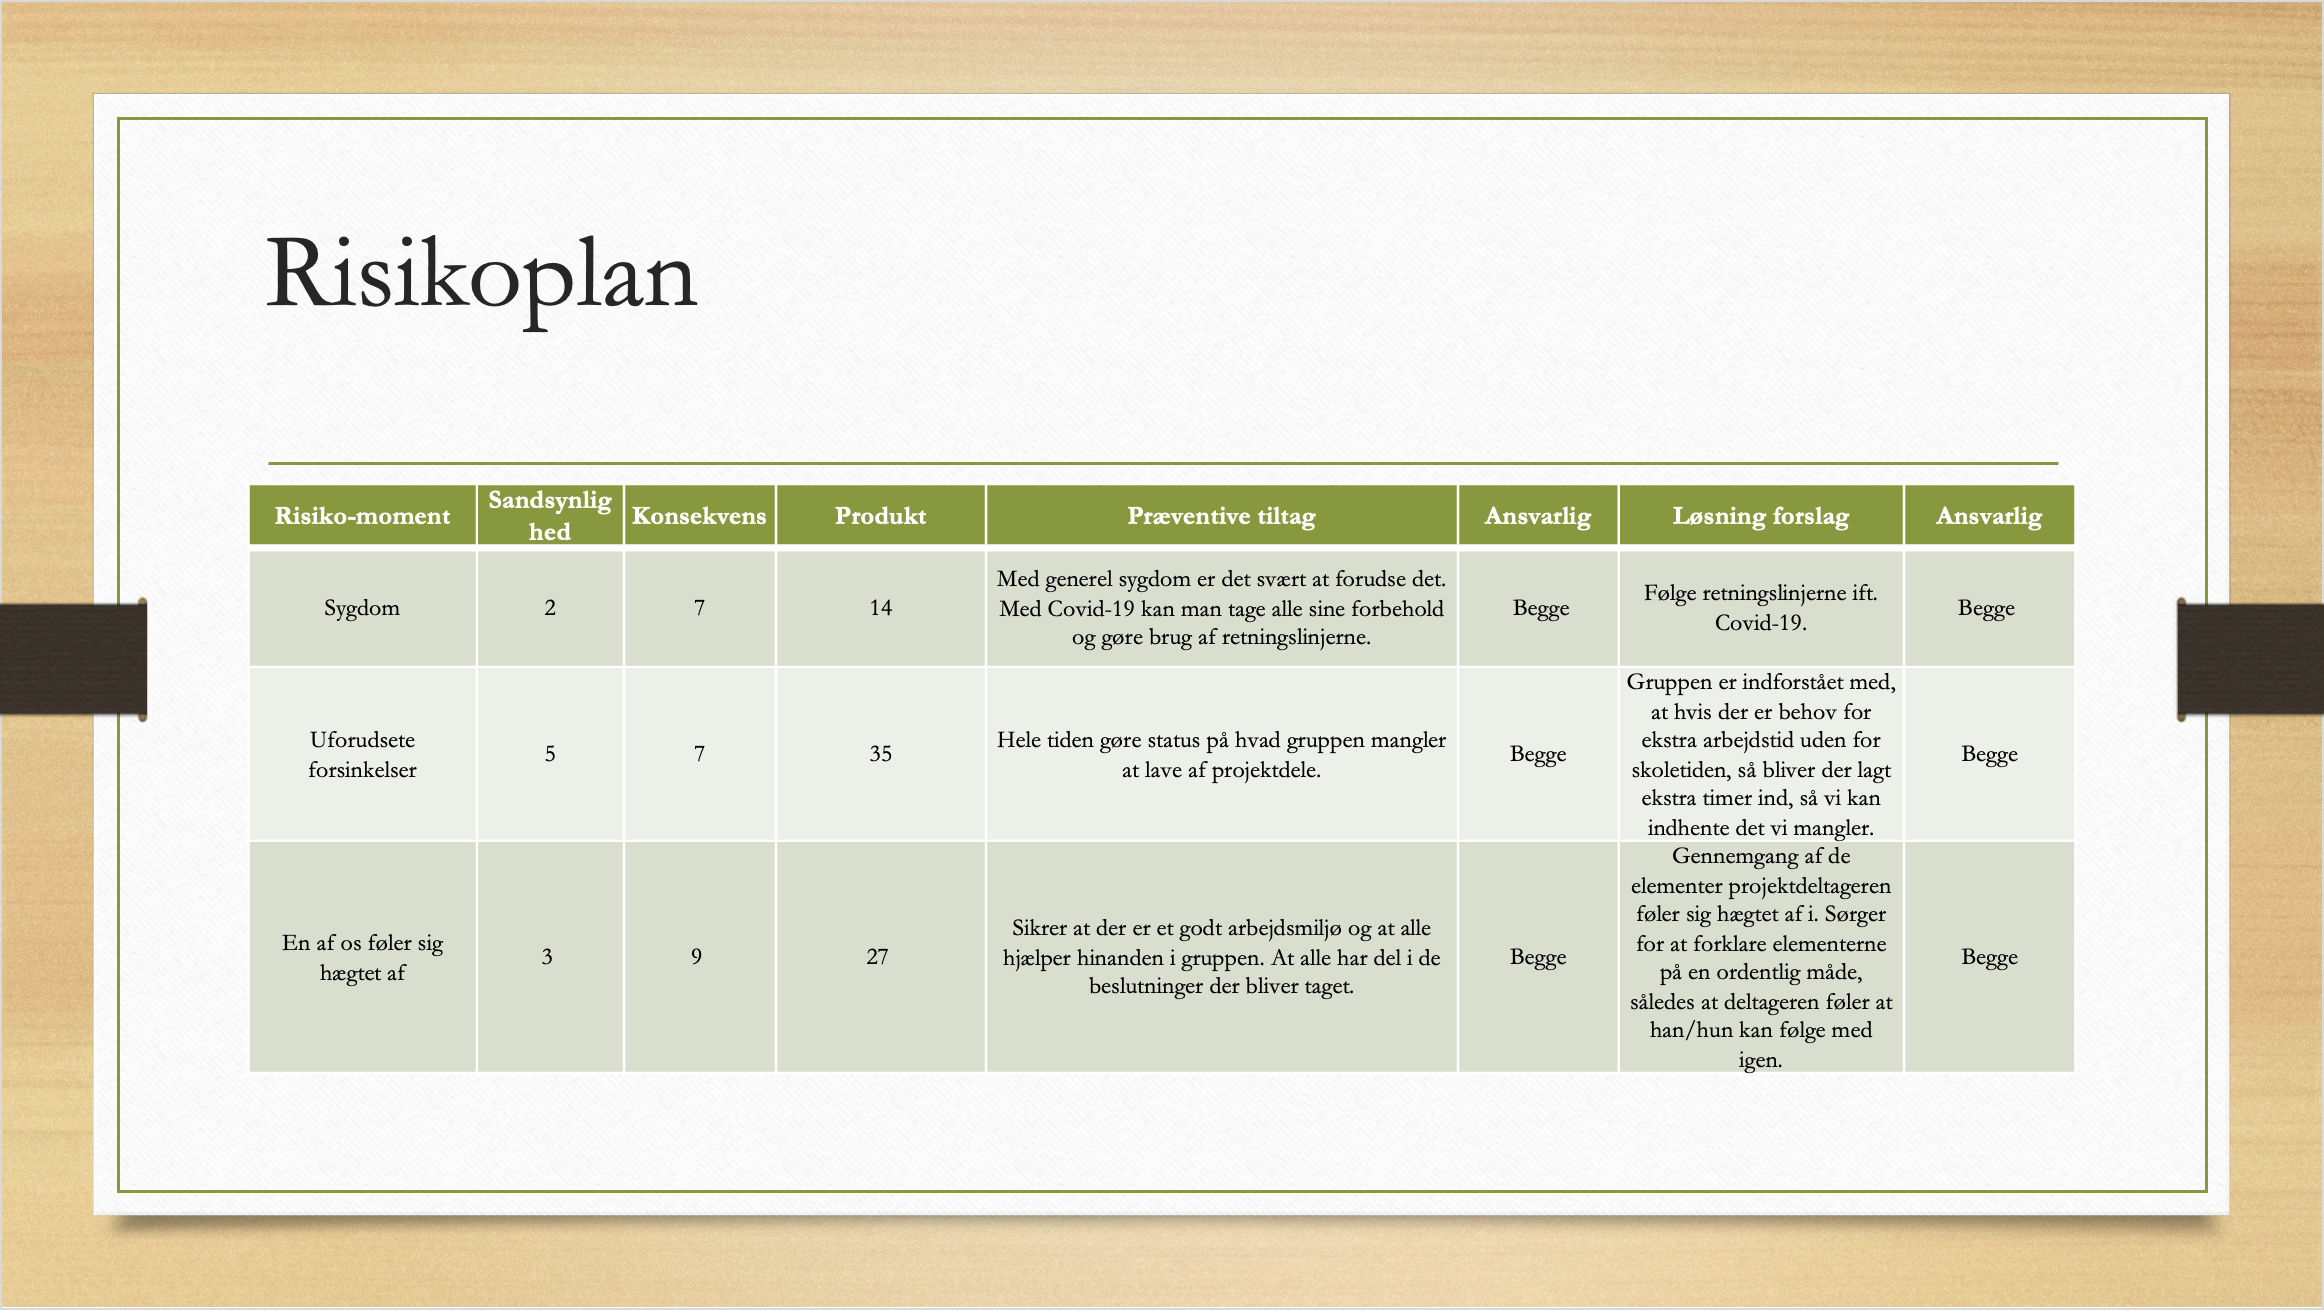 Risikoplan
Risiko-moment
Sandsynlig
hed
Konsekvens
Produkt
Præventive tiltag
Ansvarlig
Løsning forslag
Ansvarlig
Sygdom
2
7
14
Med generel sygdom er det svært at forudse det.
Med Covid-19 kan man tage alle sine forbehold
og gøre brug af retningslinjerne.
Begge
Følge retningslinjerne ift.
Covid-19.
Begge
Uforudsete
forsinkelser
5
7
35
Hele tiden gøre status på hvad gruppen mangler
at lave af projektdele.
Begge
Gruppen er indforstået med,
at hvis der er behov for
ekstra arbejdstid uden for
skoletiden, så bliver der lagt
ekstra timer ind, så vi kan
indhente det vi mangler.
Begge
En af os føler sig
hægtet af
3
9
27
Sikrer at der er et godt arbejdsmiljø og at alle
hjælper hinanden i gruppen. At alle har del i de
beslutninger der bliver taget.
Begge
Gennemgang af de
elementer projektdeltageren
føler sig hægtet af i. Sørger
for at forklare elementerne
på en ordentlig måde,
således at deltageren føler at
han/hun kan følge med
igen.
Begge